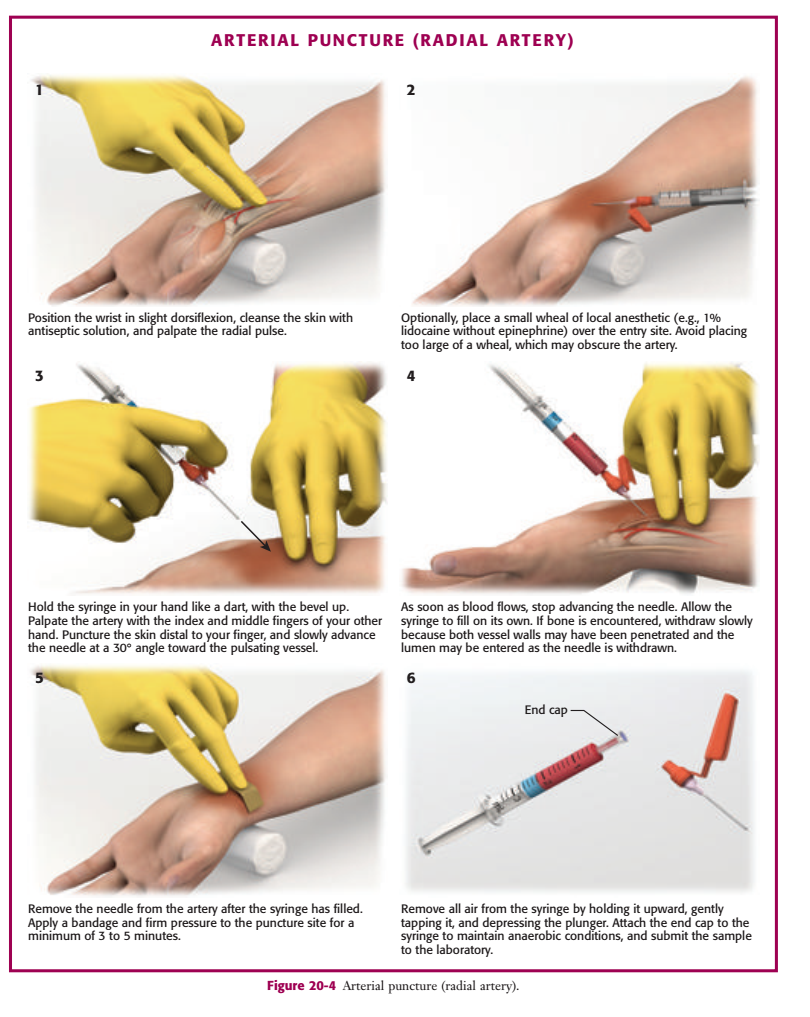 ARTERIAL PUNCTURE (RADIAL ARTERY)
1
Position the wrist in slight dorsiflexion, cleanse the skin with
antiseptic solution, and palpate the radial pulse.
2
Optionally, place a small wheal of local anesthetic (e.g., 1%
lidocaine without epinephrine) over the entry site. Avoid placing
too large of a wheal, which may obscure the artery.
3
Hold the syringe in your hand like a dart, with the bevel up.
Palpate the artery with the index and middle fingers of your other
hand. Puncture the skin distal to your finger, and slowly advance
the needle at a 30° angle toward the pulsating vessel.
4
As soon as blood flows, stop advancing the needle. Allow the
syringe to fill on its own. If bone is encountered, withdraw slowly
because both vessel walls may have been penetrated and the
lumen may be entered as the needle is withdrawn.
5
Remove the needle from the artery after the syringe has filled.
Apply a bandage and firm pressure to the puncture site for a
minimum of 3 to 5 minutes.
6
End cap
Remove all air from the syringe by holding it upward, gently
tapping it, and depressing the plunger. Attach the end cap to the
syringe to maintain anaerobic conditions, and submit the sample
to the laboratory.
Figure 20-4 Arterial puncture (radial artery).